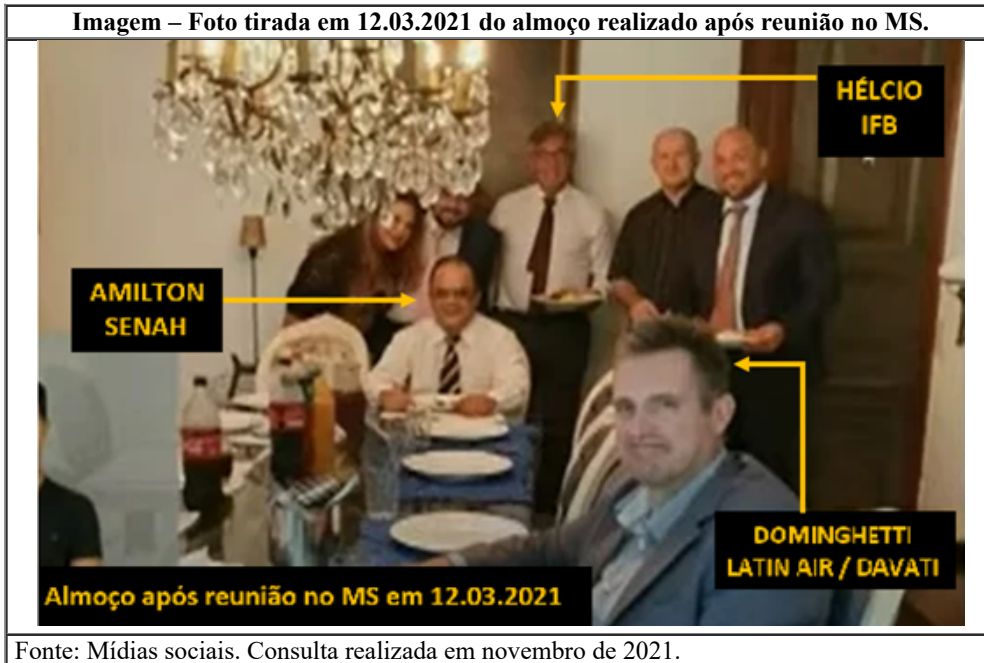 Imagem – Foto tirada em 12.03.2021 do almoço realizado após reunião no MS.
HÉLCIO
IFB
AMILTON
SENAH
DOMINGHETTI
LATIN AIR / DAVATI
Almoço após reunião no MS em 12.03.2021
Fonte: Mídias sociais. Consulta realizada em novembro de 2021.